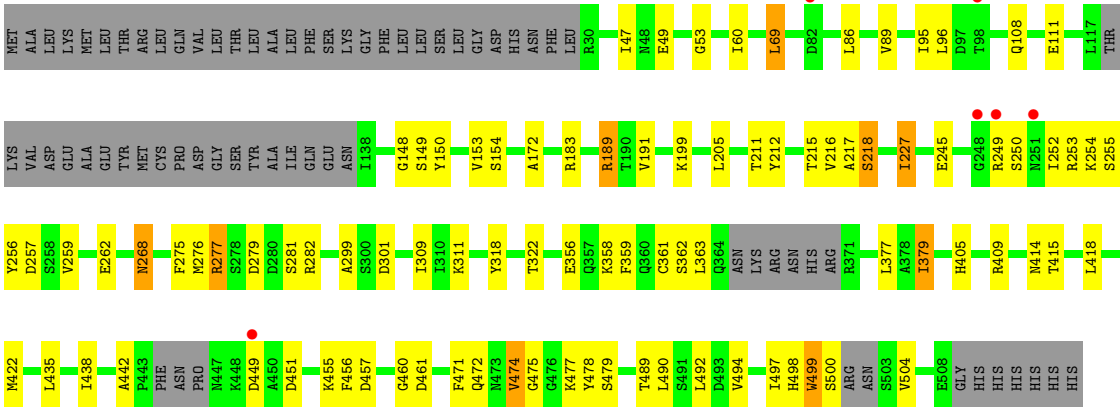 MET ALA LEU LYS MET LEU THR ARG LEU GLN VAL LEU THR LEU ALA LEU PHE SER LYS GLY PHE LEU LEU SER LEU GLY ASP HIS ASN PHE LEU R30 I47 N48 E49 G53 I60 L69 D82 L86 V89 I95 L96 D97 T98 Q108 E111 L117 THR
LYS VAL ASP GLU ALA GLU TYR MET CYS PRO ASP GLY SER TYR ALA ILE GLN GLU ASN I138 G148 S149 Y150 V153 S154 A172 R183 R189 T190 V191 K199 L205 T211 Y212 T215 V216 A217 S218 I227 E245 G248 R249 S250 N251 I252 R253 K254 S255
Y256 D257 S258 V259 E262 N268 F275 M276 R277 S278 D279 D280 S281 R282 A299 S300 D301 I309 I310 K311 Y318 T322 E356 Q357 K358 F359 Q360 C361 S362 L363 Q364 ASN LYS ARG ASN HIS ARG R371 L377 A378 I379 H405 R409 N414 T415 L418
M422 L435 I438 A442 P443 PHE ASN PRO N447 K448 D449 A450 D451 K455 F456 D457 G460 D461 F471 Q472 N473 V474 G475 G476 K477 Y478 S479 T489 L490 S491 L492 D493 V494 I497 H498 W499 S500 ARG ASN S503 V504 E508 GLY HIS HIS HIS HIS HIS HIS